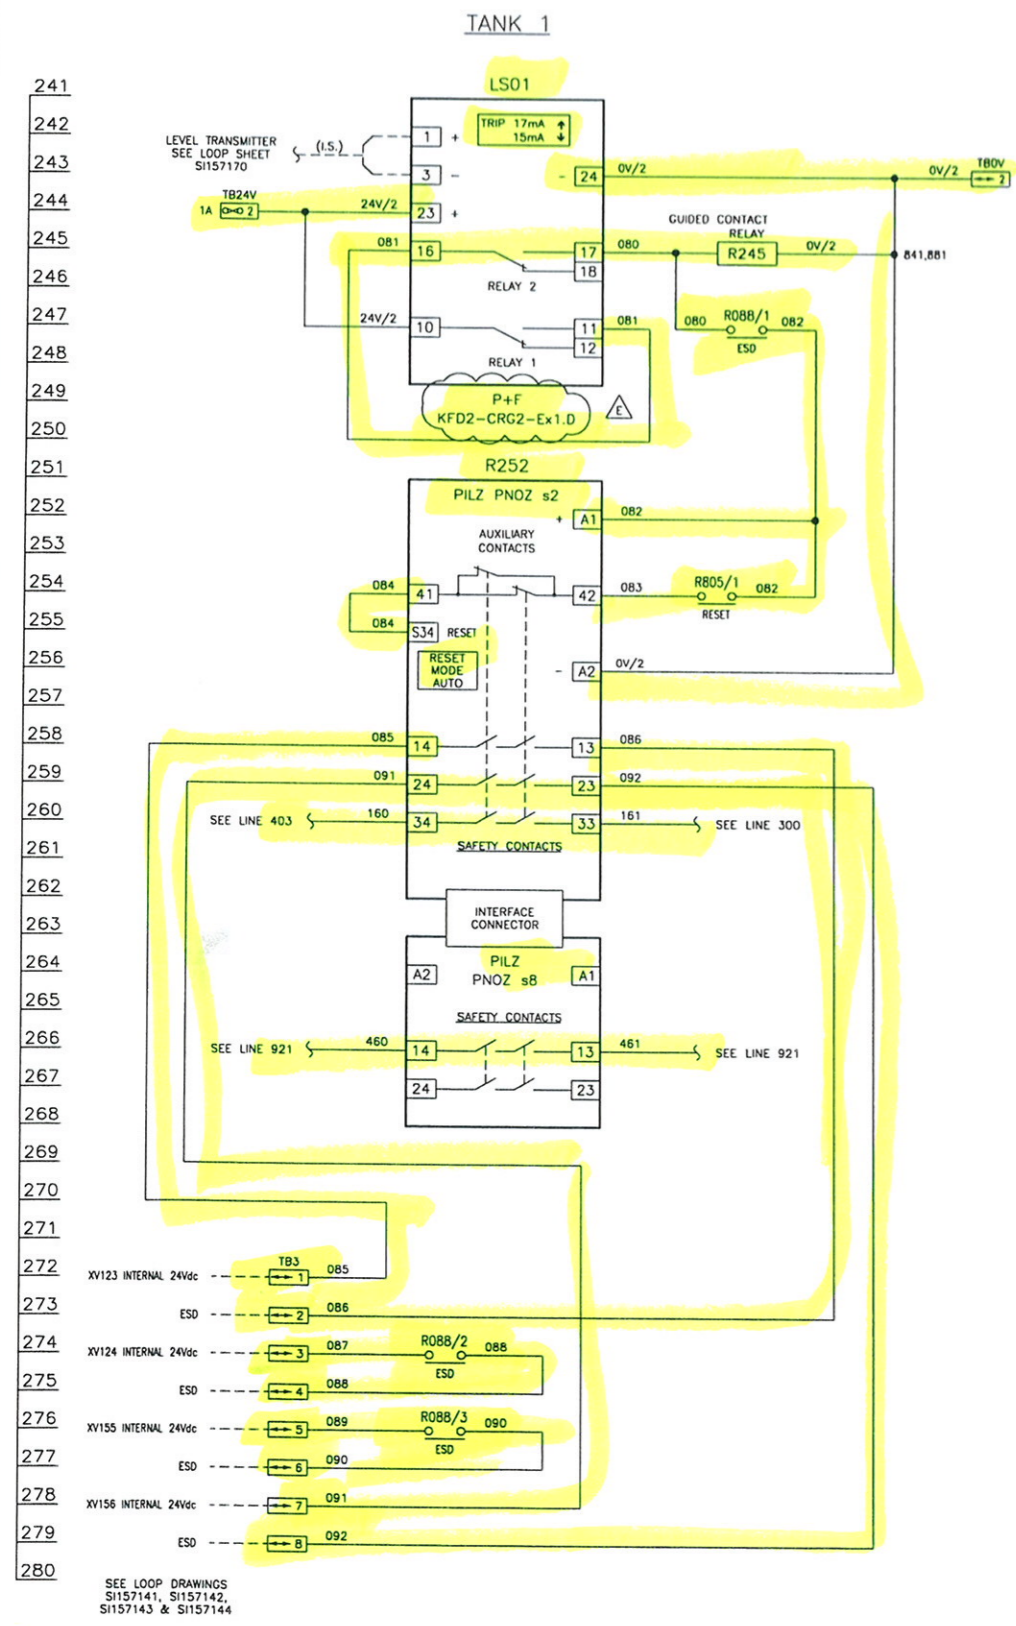 TANK 1
241
LS01
242
TRIP 17mA
15mA
1 +
LEVEL TRANSMITTER
SEE LOOP SHEET
SI157170
(I.S.)
243
3 -
- 24
0V/2
0V/2
TB0V
2
244
TB24V
1A 2
24V/2
23 +
GUIDED CONTACT
RELAY
245
081
16
17
080
R245
0V/2
841,881
246
18
RELAY 2
247
24V/2
10
11
081
080
R088/1
082
ESD
248
12
RELAY 1
249
P+F
KFD2-CRG2-Ex1.D
E
250
251
R252
252
PILZ PNOZ s2
+ A1
082
253
AUXILIARY
CONTACTS
254
084
41
42
083
R805/1
082
RESET
255
084
S34 RESET
256
RESET
MODE
AUTO
- A2
0V/2
257
258
085
14
13
086
259
091
24
23
092
260
SEE LINE 403
160
34
33
161
SEE LINE 300
261
SAFETY CONTACTS
262
263
INTERFACE
CONNECTOR
264
PILZ
PNOZ s8
A2
A1
265
SAFETY CONTACTS
266
SEE LINE 921
460
14
13
461
SEE LINE 921
267
24
23
268
269
270
271
272
TB3
XV123 INTERNAL 24Vdc
1
085
273
ESD
2
086
274
XV124 INTERNAL 24Vdc
3
087
R088/2
088
ESD
275
ESD
4
088
276
XV155 INTERNAL 24Vdc
5
089
R088/3
090
ESD
277
ESD
6
090
278
XV156 INTERNAL 24Vdc
7
091
279
ESD
8
092
280
SEE LOOP DRAWINGS
SI157141, SI157142,
SI157143 & SI157144